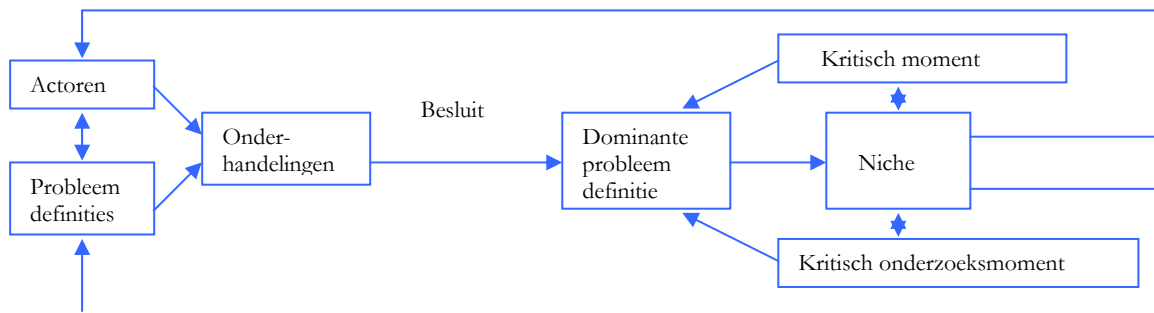 Actoren
Probleem
definities
Onder-
handelingen
Besluit
Dominante
probleem
definitie
Kritisch moment
Niche
Kritisch onderzoeksmoment